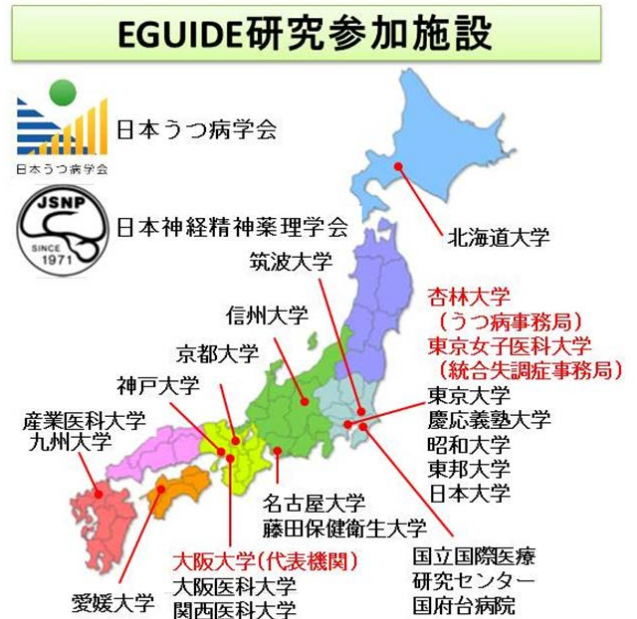 EGUIDE研究参加施設
日本うつ病学会
日本うつ病学会
JSNP
SINCE
1971
日本神経精神薬理学会
北海道大学
筑波大学
信州大学
京都大学
神戸大学
産業医科大学
九州大学
杏林大学
（うつ病事務局）
東京女子医科大学
（統合失調症事務局）
東京大学
慶応義塾大学
昭和大学
東邦大学
日本大学
名古屋大学
藤田保健衛生大学
大阪大学(代表機関)
大阪医科大学
関西医科大学
愛媛大学
国立国際医療
研究センター
国府台病院